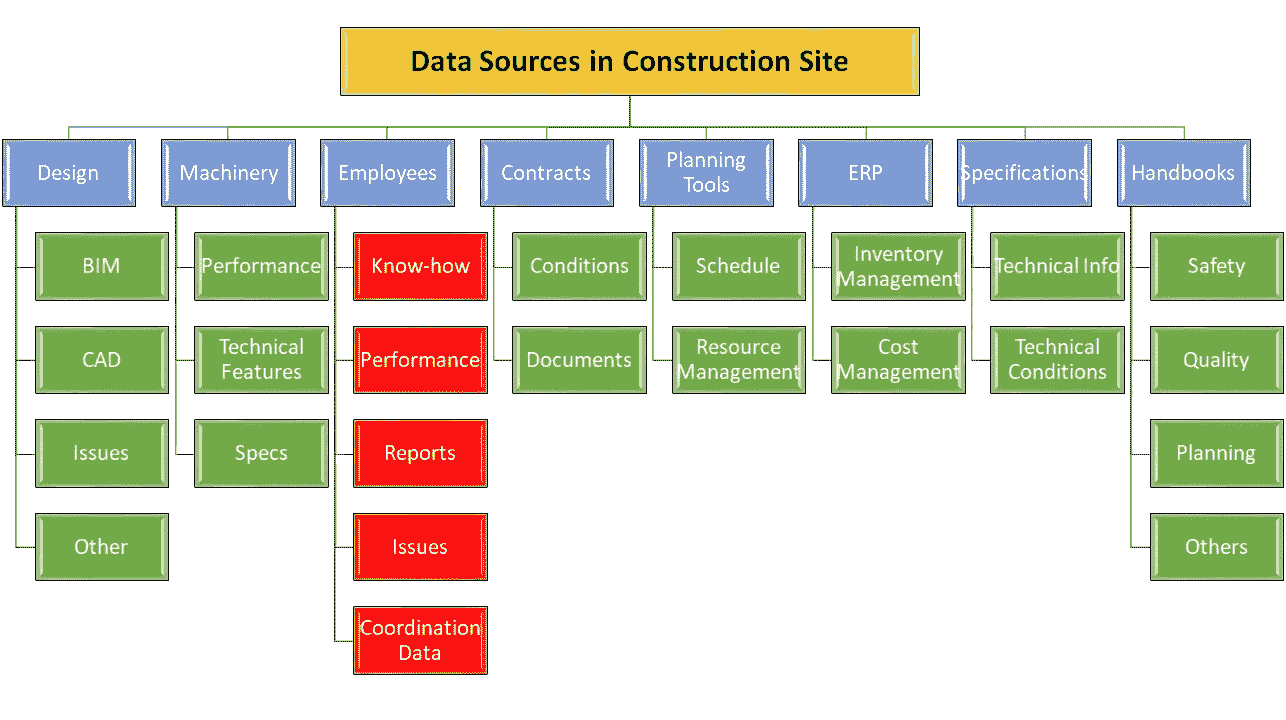 Data Sources in Construction Site
Design
Machinery
Employees
Contracts
Planning
Tools
ERP
Specifications
Handbooks
BIM
CAD
Issues
Other
Performance
Technical
Features
Specs
Know-how
Performance
Reports
Issues
Coordination
Data
Conditions
Documents
Schedule
Resource
Management
Inventory
Management
Cost
Management
Technical Info
Technical
Conditions
Safety
Quality
Planning
Others